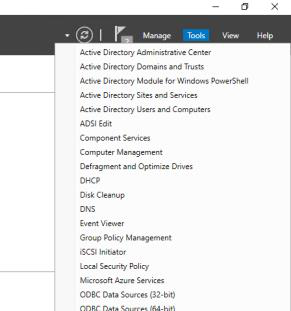 Manage Tools View Help
Active Directory Administrative Center
Active Directory Domains and Trusts
Active Directory Module for Windows PowerShell
Active Directory Sites and Services
Active Directory Users and Computers
ADSI Edit
Component Services
Computer Management
Defragment and Optimize Drives
DHCP
Disk Cleanup
DNS
Event Viewer
Group Policy Management
iSCSI Initiator
Local Security Policy
Microsoft Azure Services
ODBC Data Sources (32-bit)
ODBC Data Sources (64-bit)